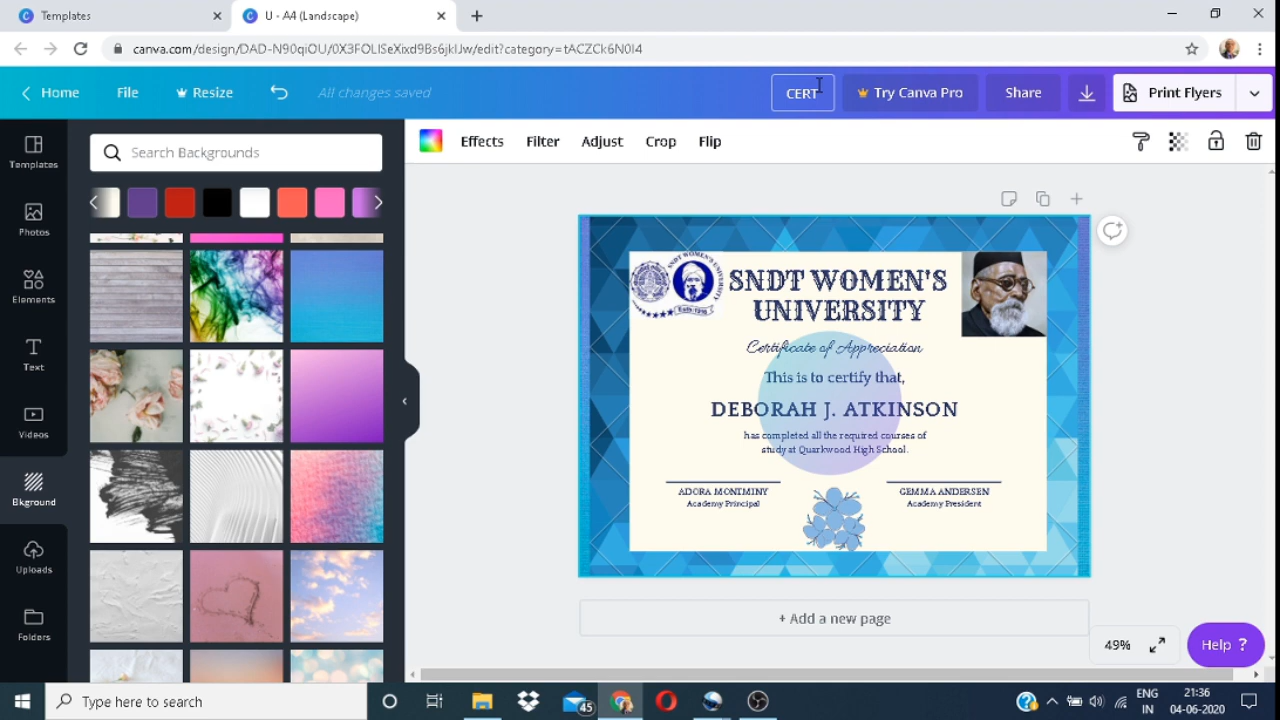 Templates
U - A4 (Landscape)
canva.com/design/DAD-N90qiOU/0X3FOLISeXixd9Bs6jkIJw/edit?category=tACZCk6N0I4
Home
File
Resize
All changes saved
CERT
Try Canva Pro
Share
Print Flyers
Templates
Photos
Elements
Text
Videos
Bkground
Uploads
Folders
Search Backgrounds
Effects
Filter
Adjust
Crop
Flip
SNDT WOMEN'S
UNIVERSITY
Certificate of Appreciation
This is to certify that,
DEBORAH J. ATKINSON
has completed all the required courses of
study at Quarkwood High School.
ADORA MONTMINY
Academy Principal
GEMMA ANDERSEN
Academy President
+ Add a new page
49%
Help ?
Type here to search
45
ENG
IN
21:36
04-06-2020